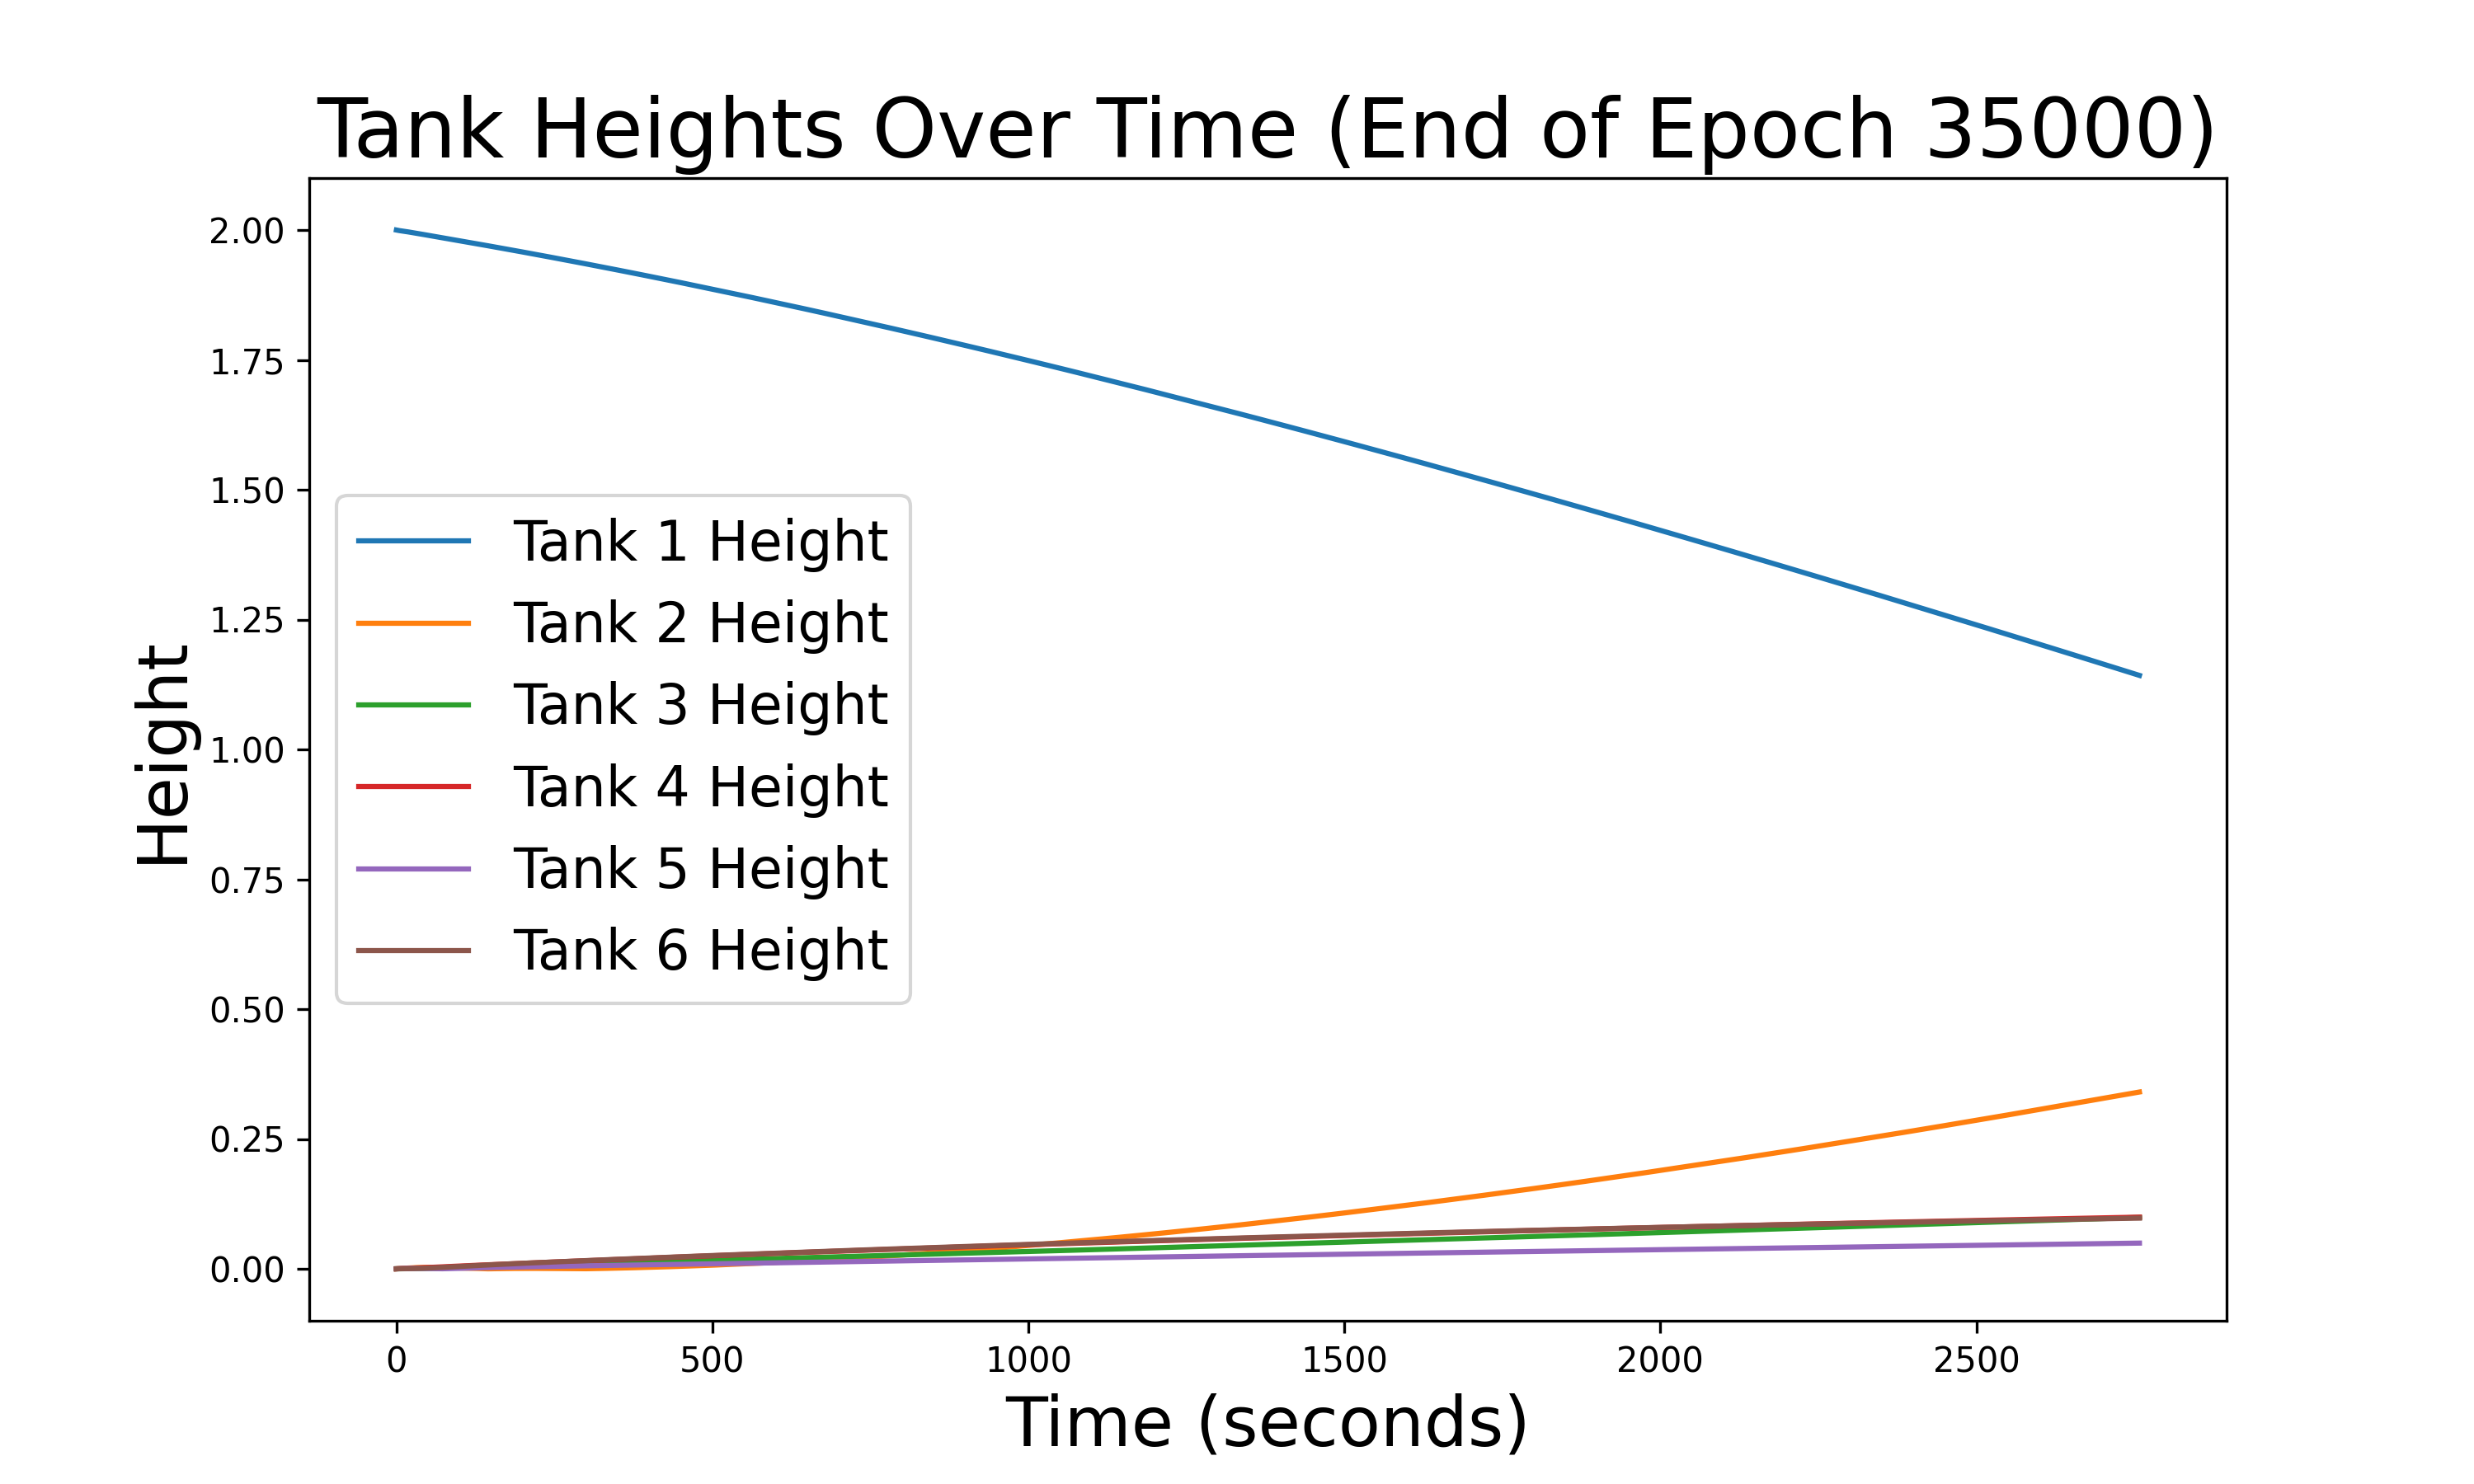 Tank Heights Over Time (End of Epoch 35000)
2.00
1.75
1.50
1.25
1.00
0.75
0.50
0.25
0.00
Height
Tank 1 Height
Tank 2 Height
Tank 3 Height
Tank 4 Height
Tank 5 Height
Tank 6 Height
0 500 1000 1500 2000 2500
Time (seconds)